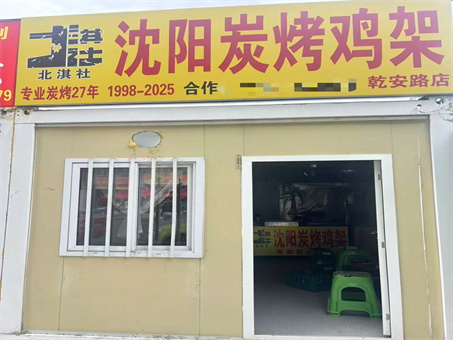 北淇社
沈阳炭烤鸡架
专业炭烤27年 1998-2025 合作
乾安路店
79
沈阳炭烤鸡架